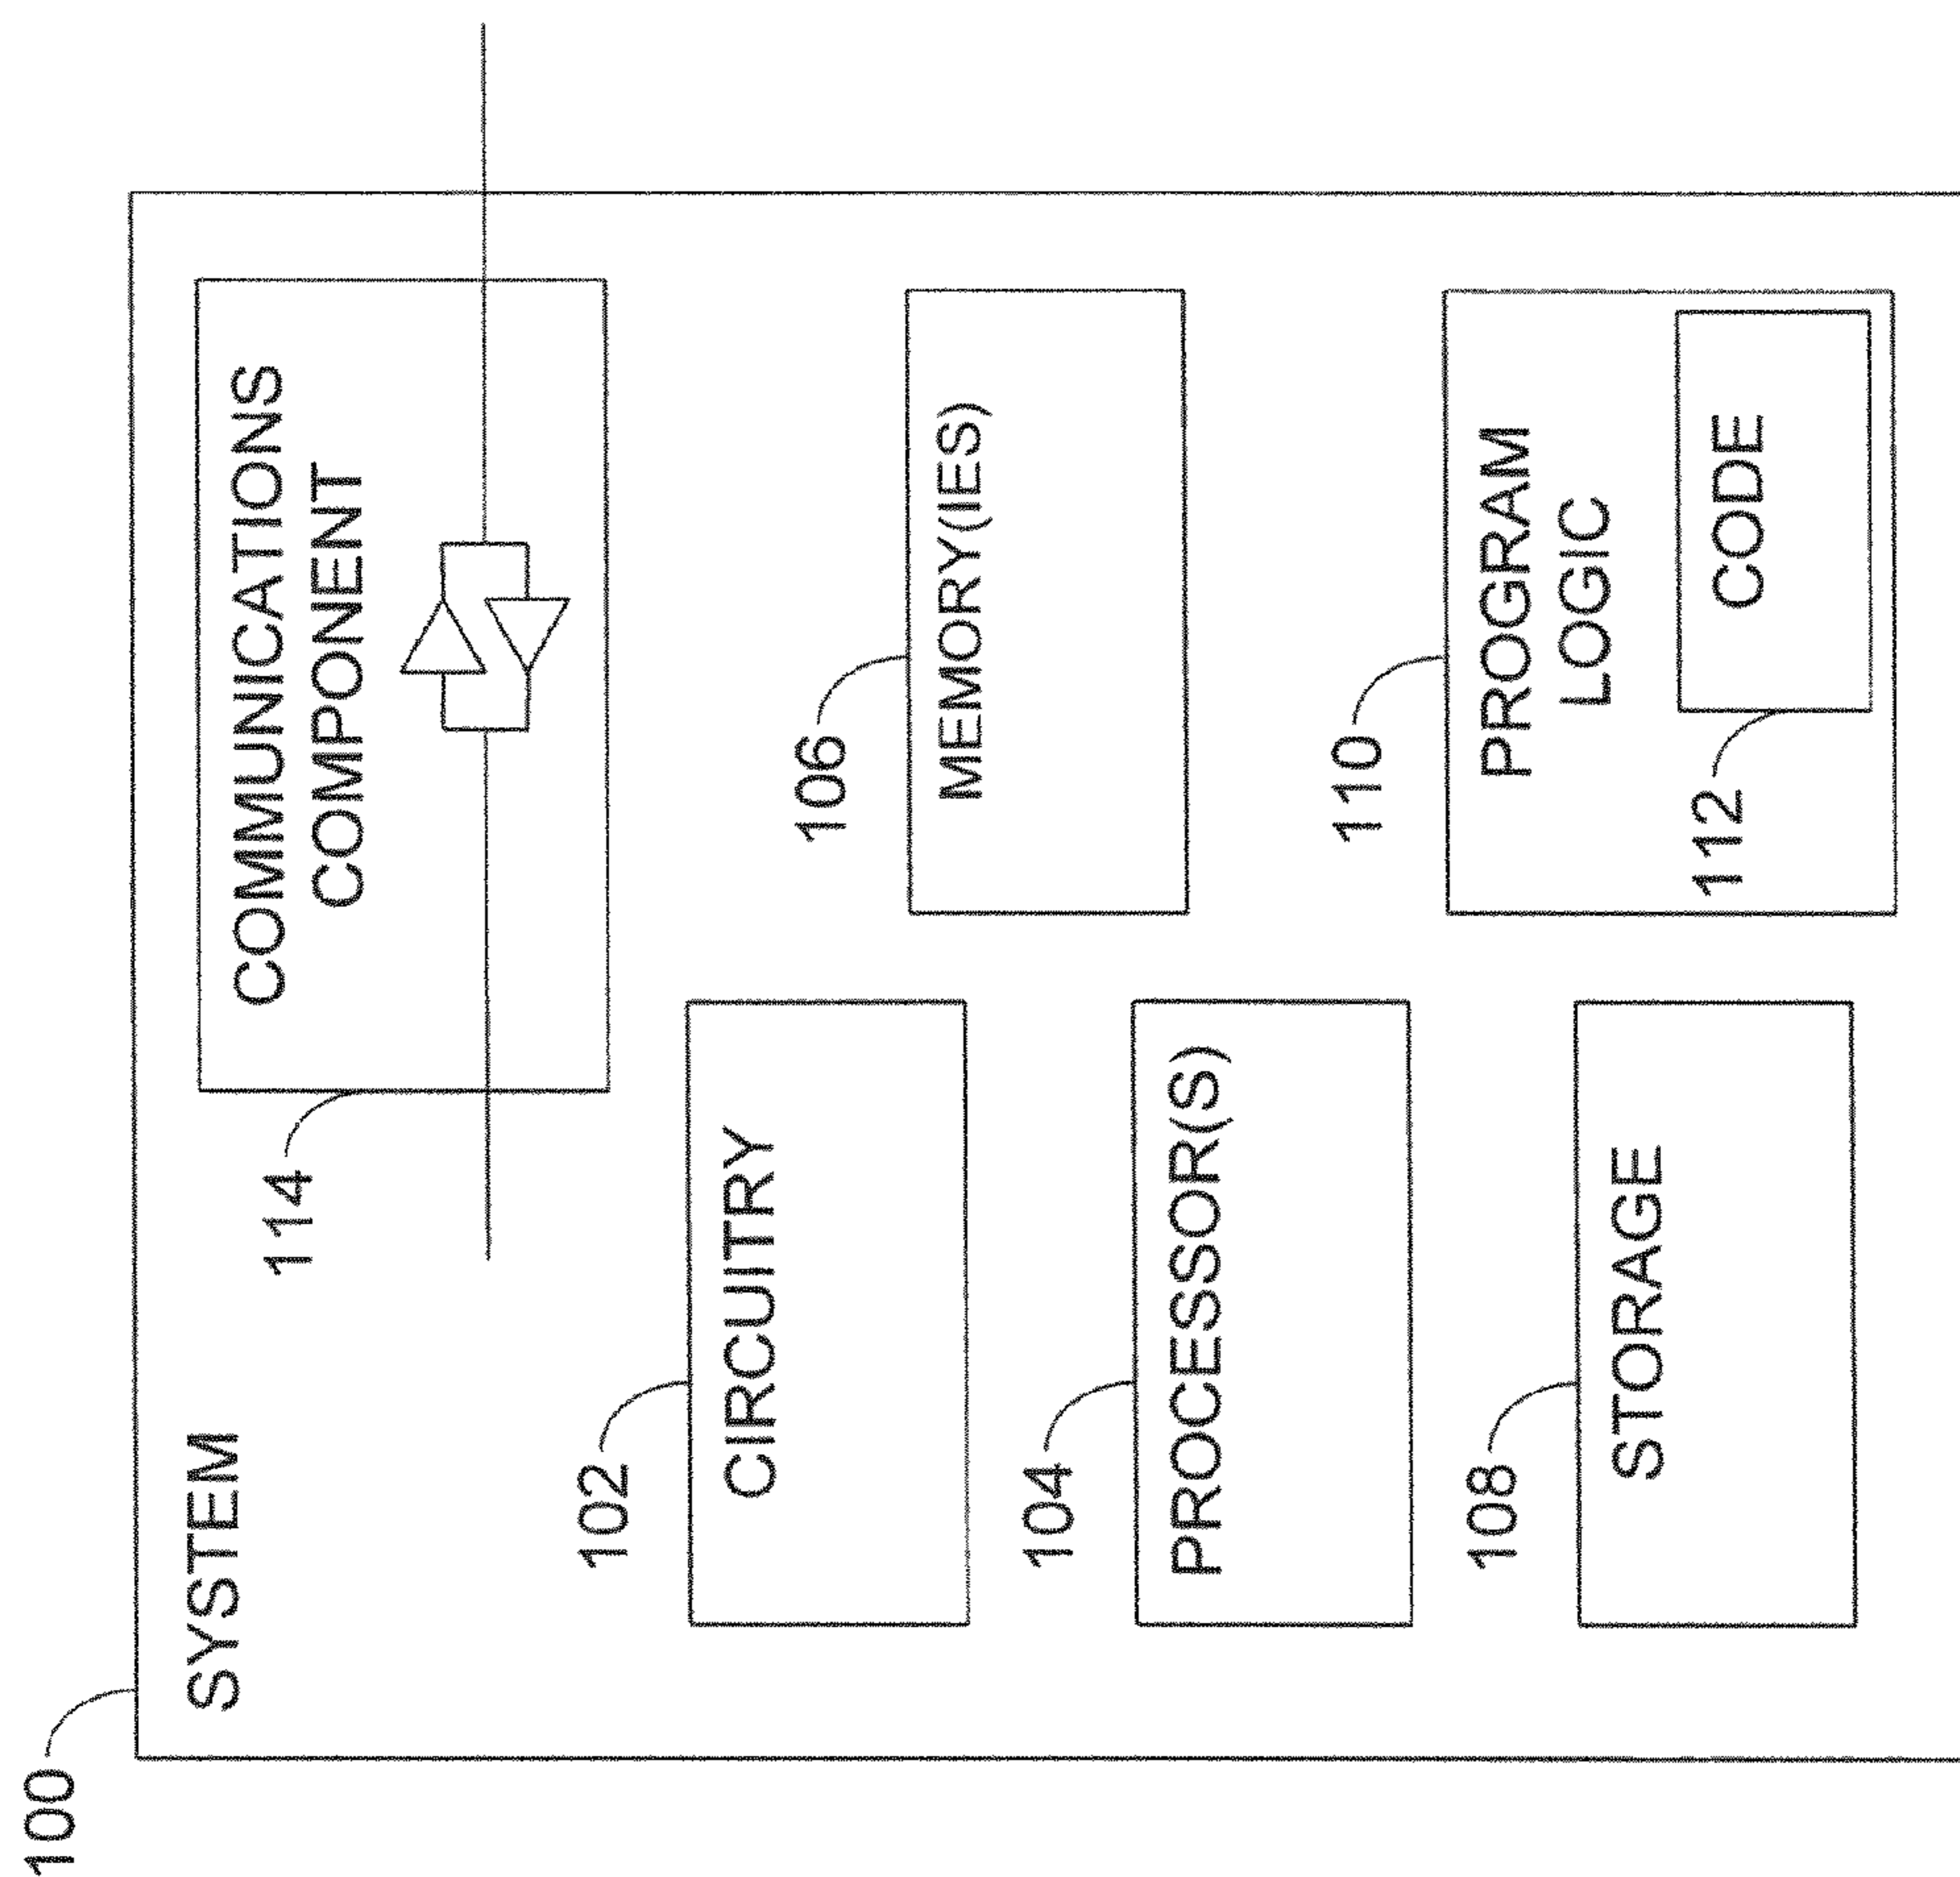 100
SYSTEM
114
COMMUNICATIONS
COMPONENT
102
CIRCUITRY
106
MEMORY(IES)
104
PROCESSOR(S)
110
PROGRAM
LOGIC
112
CODE
108
STORAGE